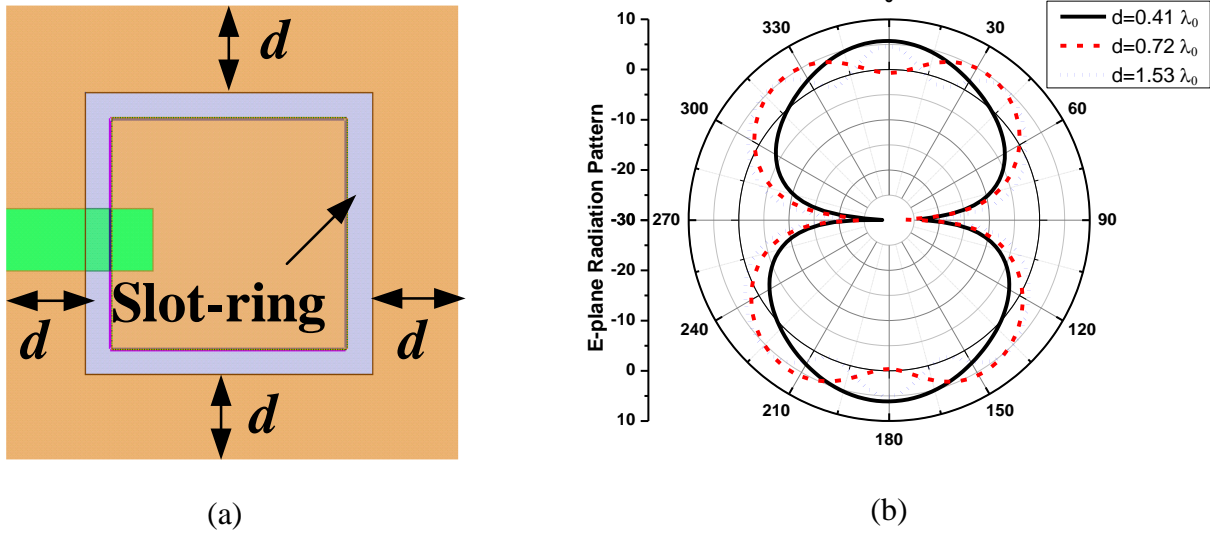 d
d
d
d
Slot-ring
(a)
E-plane Radiation Pattern
10
0
-10
-20
-30
-20
-10
0
10
0
30
60
90
120
150
180
210
240
270
300
330
d=0.41 λ0
d=0.72 λ0
d=1.53 λ0
(b)